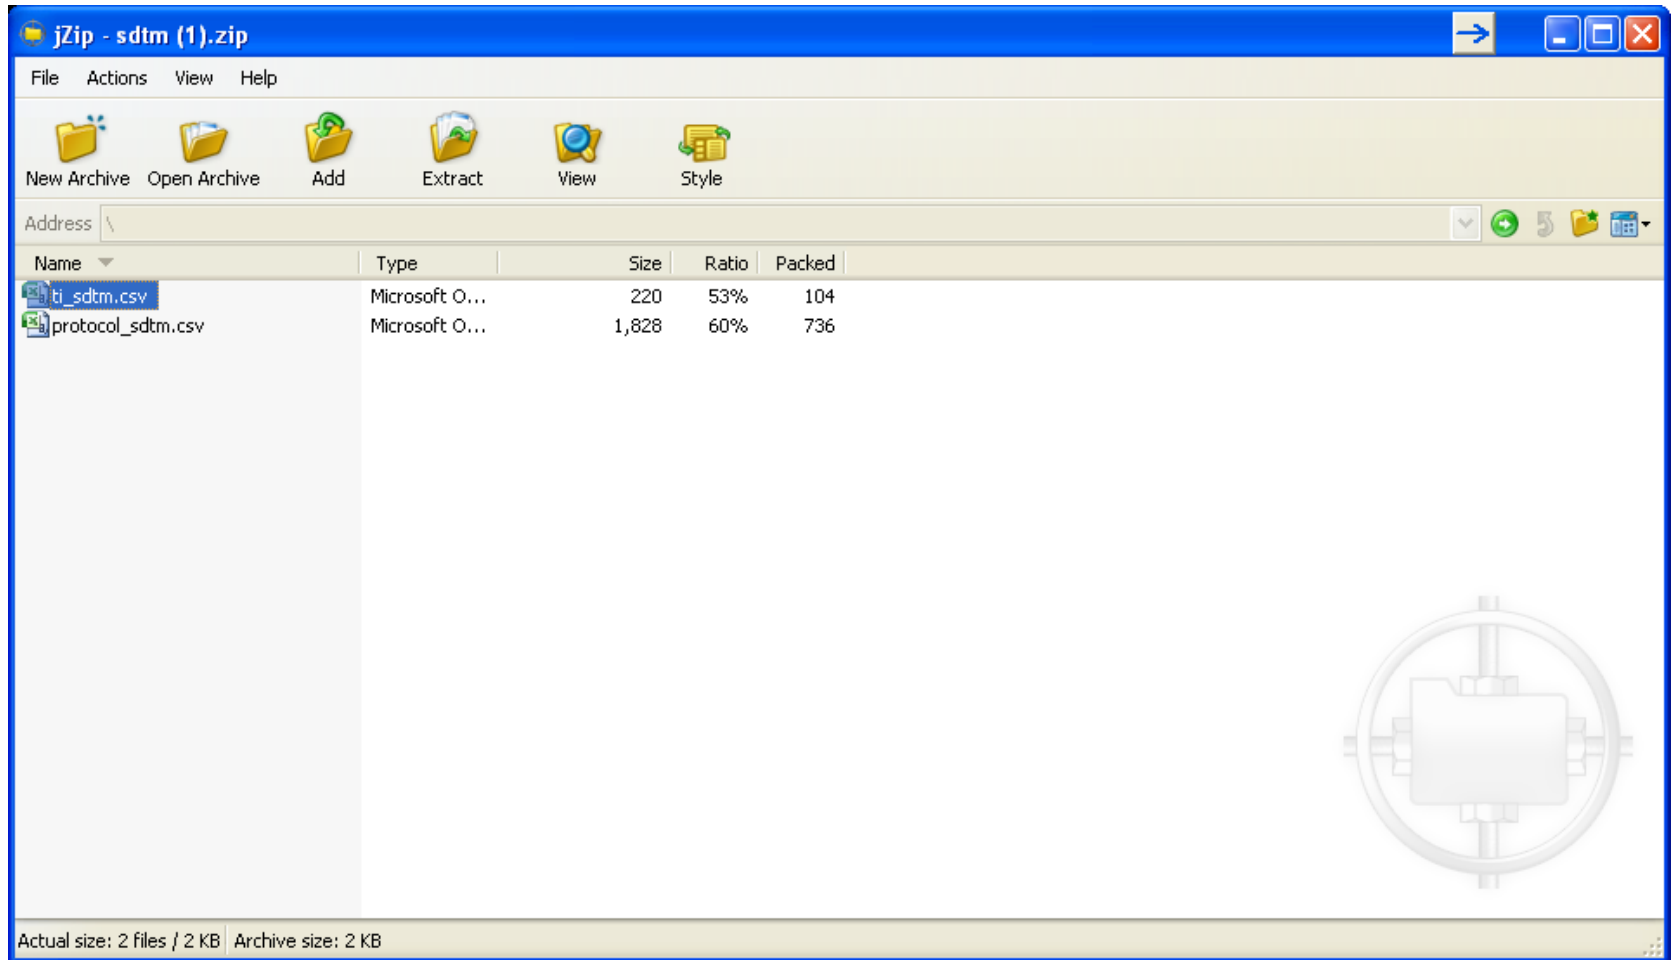 jZip - sdtm (1).zip
File Actions View Help
New Archive Open Archive Add Extract View Style
Address \
Name Type Size Ratio Packed
ti_sdtm.csv Microsoft O... 220 53% 104
protocol_sdtm.csv Microsoft O... 1,828 60% 736
Actual size: 2 files / 2 KB Archive size: 2 KB